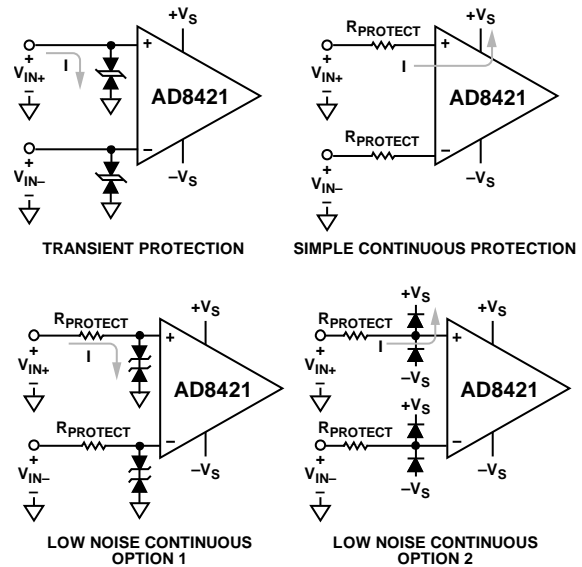 +VS
I
+
VIN+
−
+
AD8421
+
VIN−
−
−
−VS
TRANSIENT PROTECTION
RPROTECT
+VS
+
VIN+
−
+
I
AD8421
RPROTECT
+
VIN−
−
−
−VS
SIMPLE CONTINUOUS PROTECTION
RPROTECT
+VS
+
VIN+
−
I
+
AD8421
RPROTECT
+
VIN−
−
−
−VS
LOW NOISE CONTINUOUS
OPTION 1
RPROTECT
+VS
+VS
+
VIN+
−
I
+
−VS
AD8421
+VS
RPROTECT
+
VIN−
−
−
−VS
−VS
LOW NOISE CONTINUOUS
OPTION 2